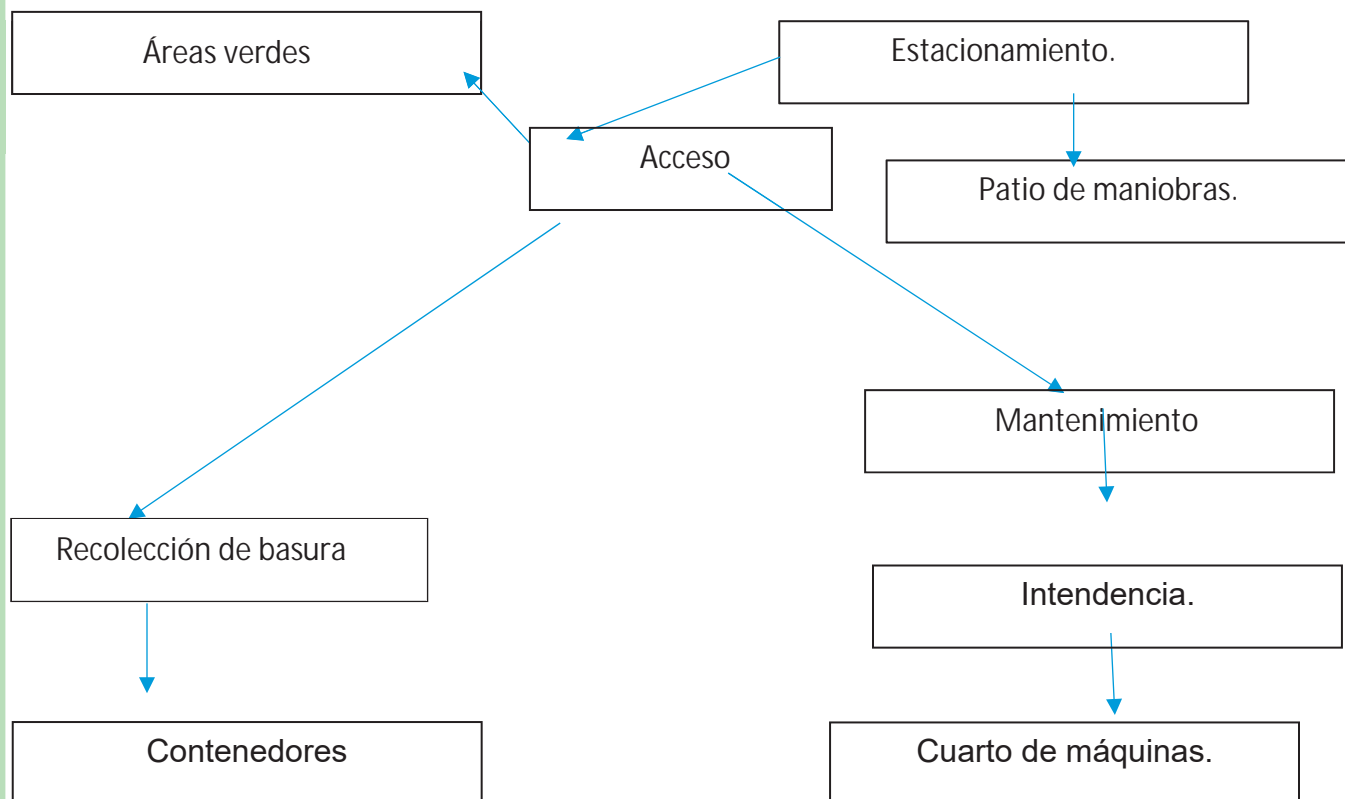 Áreas verdes
Estacionamiento.
Acceso
Patio de maniobras.
Mantenimiento
Recolección de basura
Intendencia.
Contenedores
Cuarto de máquinas.